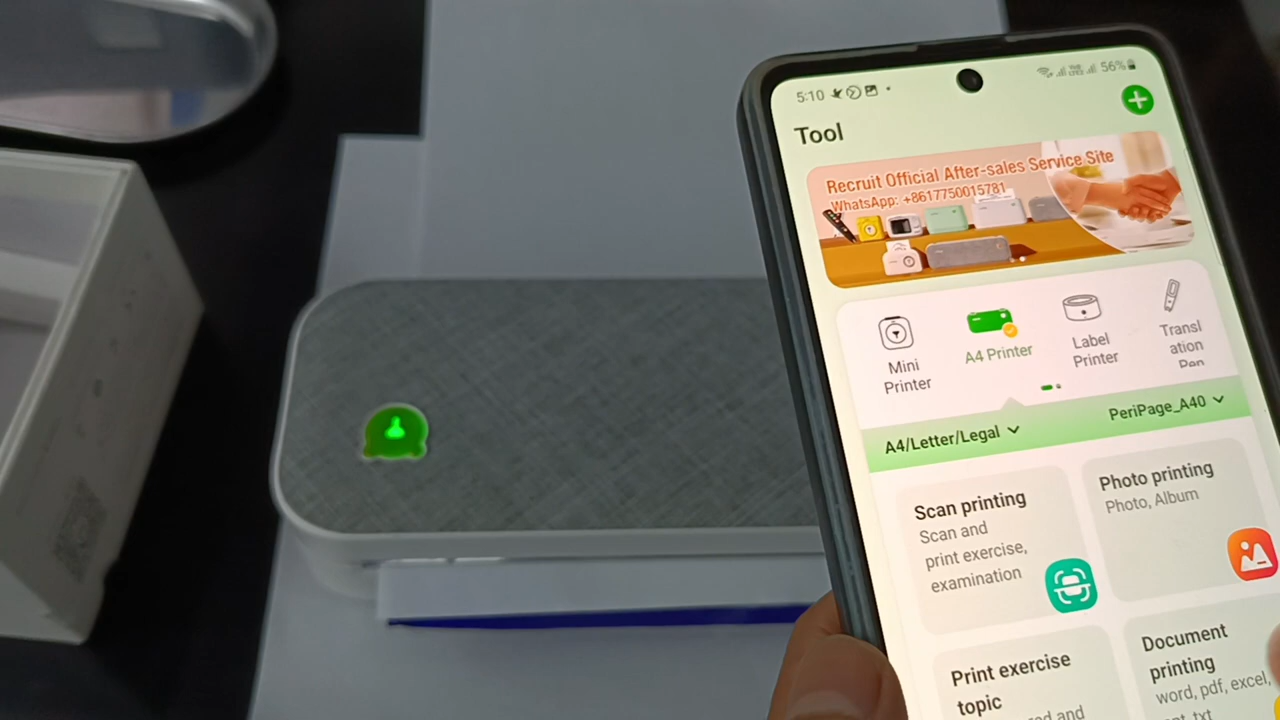 5:10
56%
Tool
Recruit Official After-sales Service Site
WhatsApp: +8617750015781
Mini
Printer
A4 Printer
Label
Printer
Transl
ation
Pen
A4/Letter/Legal
PeriPage_A40
Scan printing
Scan and
print exercise,
examination
Photo printing
Photo, Album
Print exercise
topic
Document
printing
word, pdf, excel,